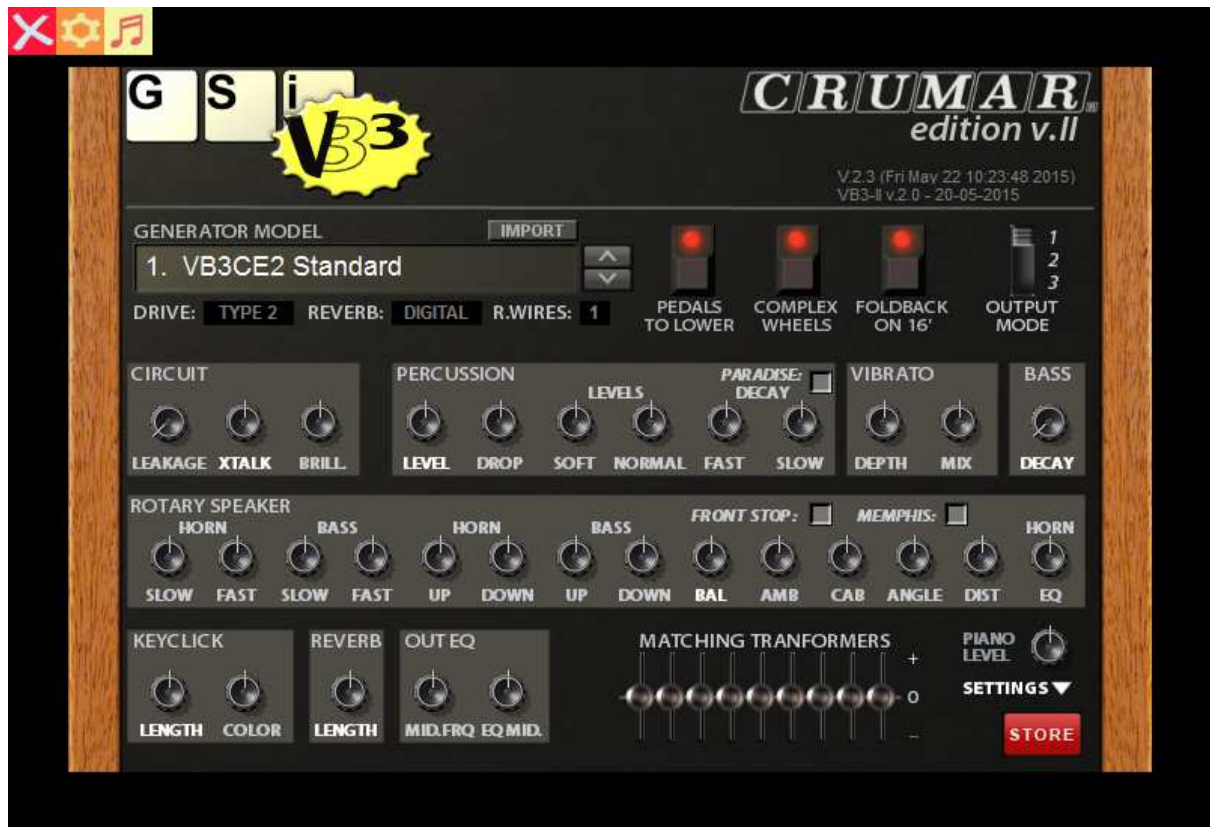 G S i
VB3
CRUMAR
edition v.II
V.2.3 (Fri May 22 10:23:48 2015)
VB3-II v.2.0 - 20-05-2015
GENERATOR MODEL IMPORT
1. VB3CE2 Standard
DRIVE: TYPE 2 REVERB: DIGITAL R.WIRES: 1
PEDALS TO LOWER
COMPLEX WHEELS
FOLDBACK ON 16'
1
2
3
OUTPUT MODE
CIRCUIT
LEAKAGE XTALK BRILL.
PERCUSSION PARADISE:
LEVELS DECAY
LEVEL DROP SOFT NORMAL FAST SLOW
VIBRATO
DEPTH MIX
BASS
DECAY
ROTARY SPEAKER FRONT STOP: MEMPHIS:
HORN BASS HORN BASS HORN
SLOW FAST SLOW FAST UP DOWN UP DOWN BAL AMB CAB ANGLE DIST EQ
KEYCLICK
LENGTH COLOR
REVERB
LENGTH
OUT EQ
MID.FRQ EQ MID.
MATCHING TRANFORMERS
+
0
-
PIANO LEVEL
SETTINGS
STORE